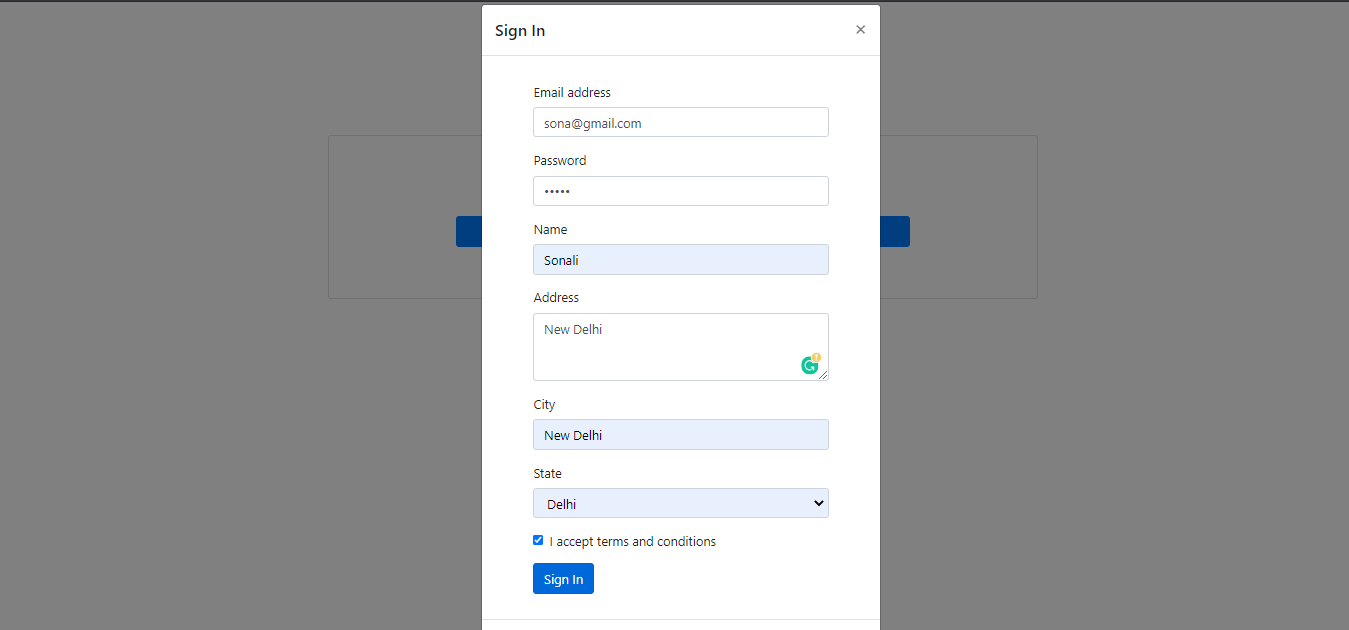 Sign In ×
Email address
sona@gmail.com
Password
•••••
Name
Sonali
Address
New Delhi
City
New Delhi
State
Delhi
I accept terms and conditions
Sign In